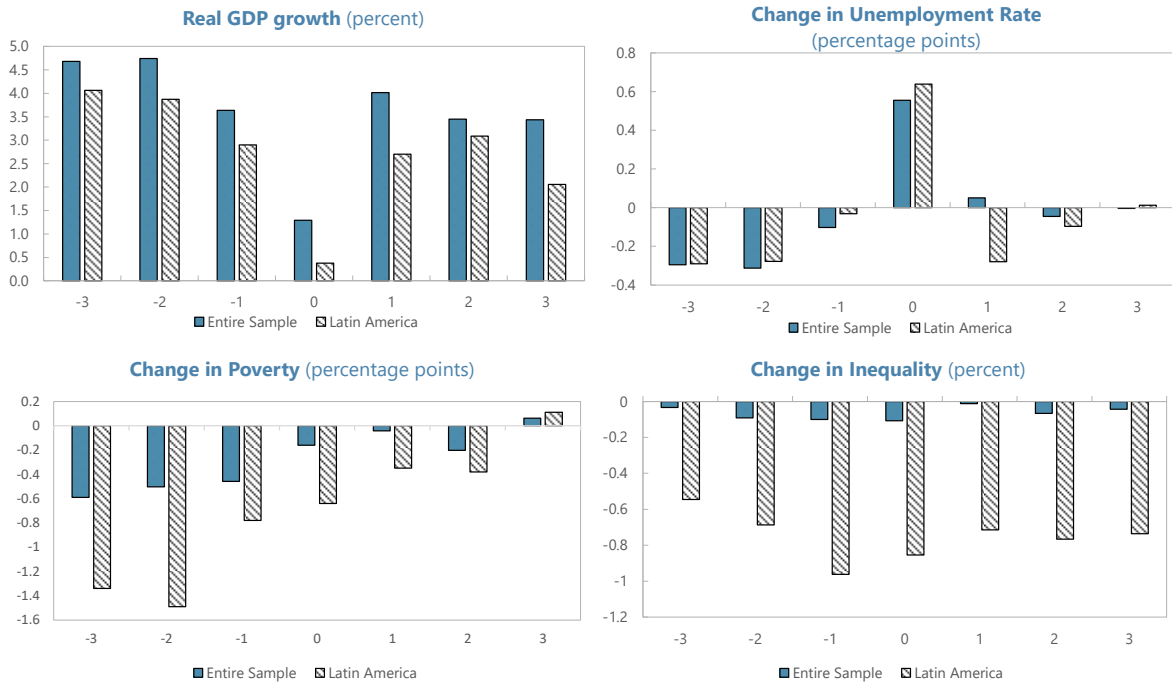 Real GDP growth (percent)
5.0
4.5
4.0
3.5
3.0
2.5
2.0
1.5
1.0
0.5
0.0
-3 -2 -1 0 1 2 3
Entire Sample Latin America
Change in Unemployment Rate
(percentage points)
0.8
0.6
0.4
0.2
0
-0.2
-0.4
-3 -2 -1 0 1 2 3
Entire Sample Latin America
Change in Poverty (percentage points)
0.2
0
-0.2
-0.4
-0.6
-0.8
-1
-1.2
-1.4
-1.6
-3 -2 -1 0 1 2 3
Entire Sample Latin America
Change in Inequality (percent)
0
-0.2
-0.4
-0.6
-0.8
-1
-1.2
-3 -2 -1 0 1 2 3
Entire Sample Latin America